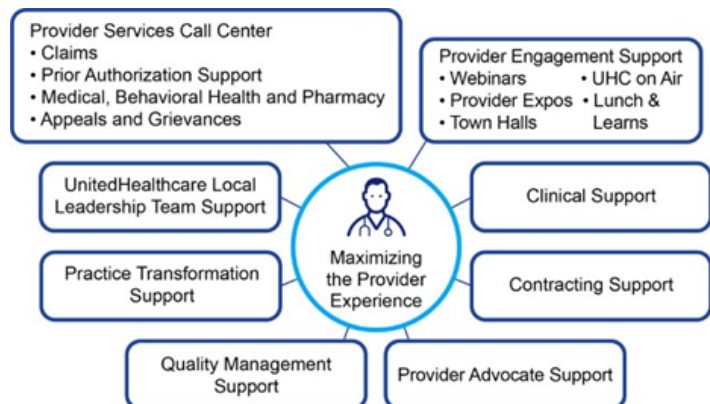 Provider Services Call Center
• Claims
• Prior Authorization Support
• Medical, Behavioral Health and Pharmacy
• Appeals and Grievances
Provider Engagement Support
• Webinars
• UHC on Air
• Provider Expos
• Lunch &
Learns
• Town Halls
UnitedHealthcare Local
Leadership Team Support
Clinical Support
Maximizing
the Provider
Experience
Practice Transformation
Support
Contracting Support
Quality Management
Support
Provider Advocate Support